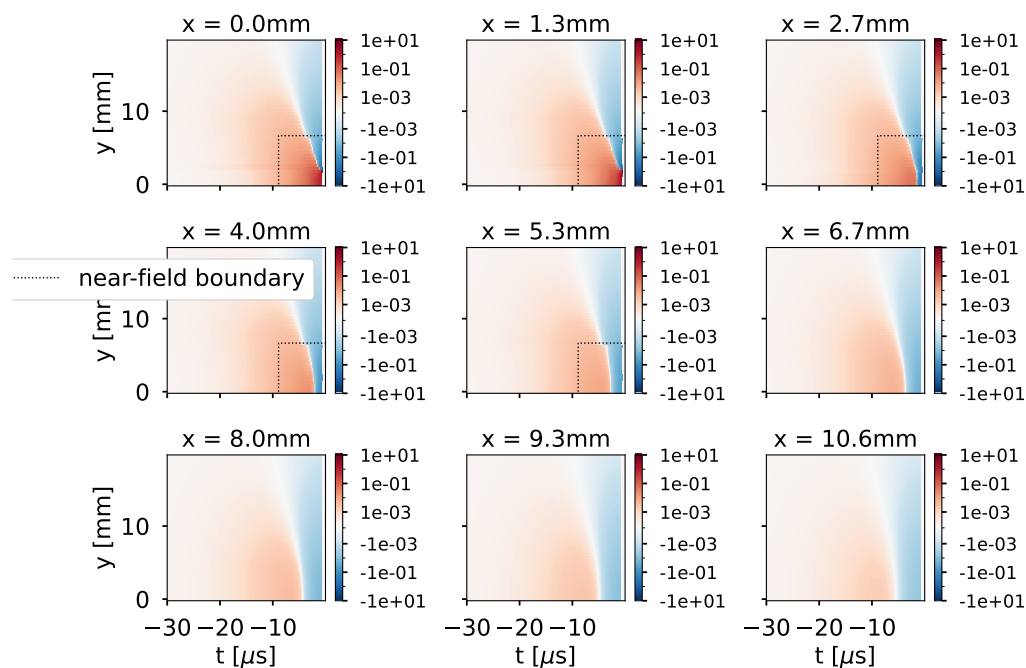 x = 0.0mm
x = 1.3mm
x = 2.7mm
y [mm]
10
0
1e+01
1e-01
1e-03
-1e-03
-1e-01
-1e+01
1e+01
1e-01
1e-03
-1e-03
-1e-01
-1e+01
1e+01
1e-01
1e-03
-1e-03
-1e-01
-1e+01
x = 4.0mm
x = 5.3mm
x = 6.7mm
near-field boundary
10
0
1e+01
1e-01
1e-03
-1e-03
-1e-01
-1e+01
1e+01
1e-01
1e-03
-1e-03
-1e-01
-1e+01
1e+01
1e-01
1e-03
-1e-03
-1e-01
-1e+01
x = 8.0mm
x = 9.3mm
x = 10.6mm
y [mm]
10
0
1e+01
1e-01
1e-03
-1e-03
-1e-01
-1e+01
1e+01
1e-01
1e-03
-1e-03
-1e-01
-1e+01
1e+01
1e-01
1e-03
-1e-03
-1e-01
-1e+01
−30 −20 −10
−30 −20 −10
−30 −20 −10
t [μs]
t [μs]
t [μs]